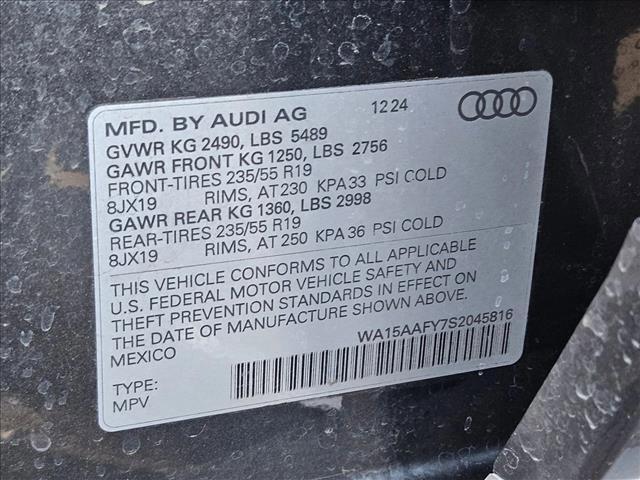 MFD. BY AUDI AG 12 24
GVWR KG 2490, LBS 5489
GAWR FRONT KG 1250, LBS 2756
FRONT-TIRES 235/55 R19
8JX19 RIMS, AT 230 KPA 33 PSI COLD
GAWR REAR KG 1360, LBS 2998
REAR-TIRES 235/55 R19
8JX19 RIMS, AT 250 KPA 36 PSI COLD
THIS VEHICLE CONFORMS TO ALL APPLICABLE
U.S. FEDERAL MOTOR VEHICLE SAFETY AND
THEFT PREVENTION STANDARDS IN EFFECT ON
THE DATE OF MANUFACTURE SHOWN ABOVE.
MEXICO
WA15AAFY7S2045816
TYPE:
MPV